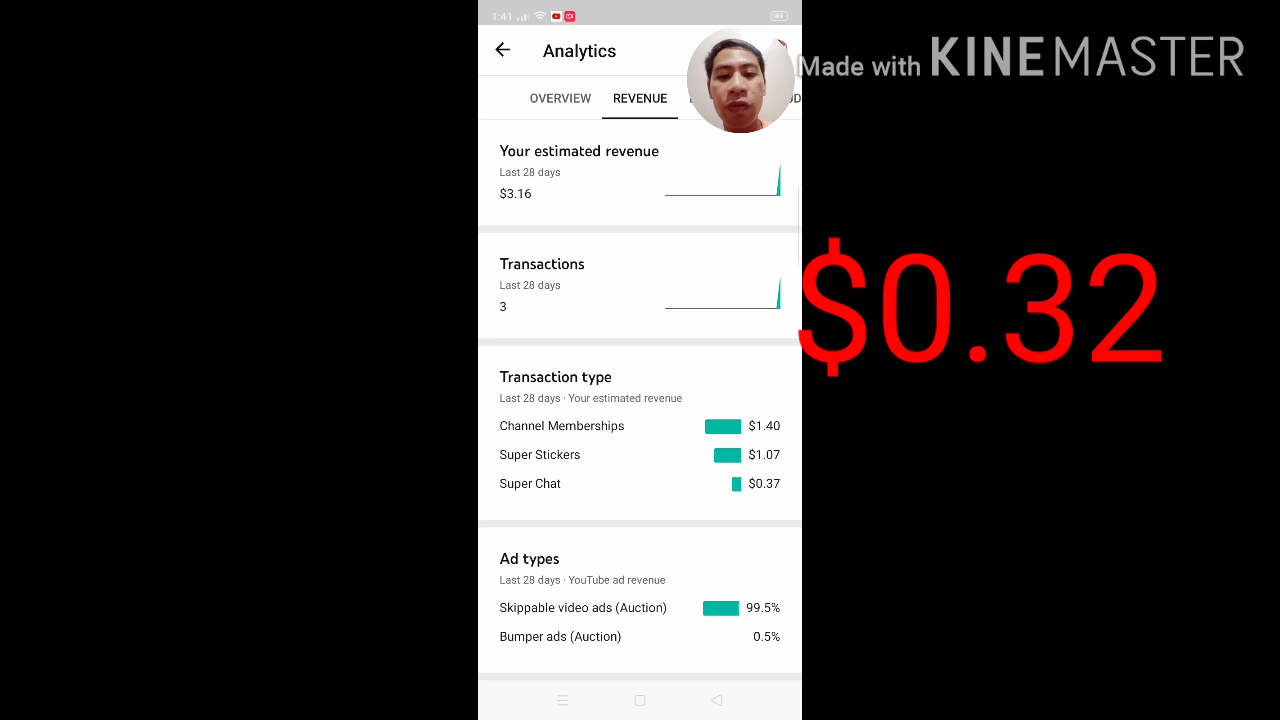 1:41
49
Analytics
Made with KINEMASTER
OVERVIEW REVENUE
Your estimated revenue
Last 28 days
$3.16
Transactions
Last 28 days
3
$0.32
Transaction type
Last 28 days · Your estimated revenue
Channel Memberships $1.40
Super Stickers $1.07
Super Chat $0.37
Ad types
Last 28 days · YouTube ad revenue
Skippable video ads (Auction) 99.5%
Bumper ads (Auction) 0.5%